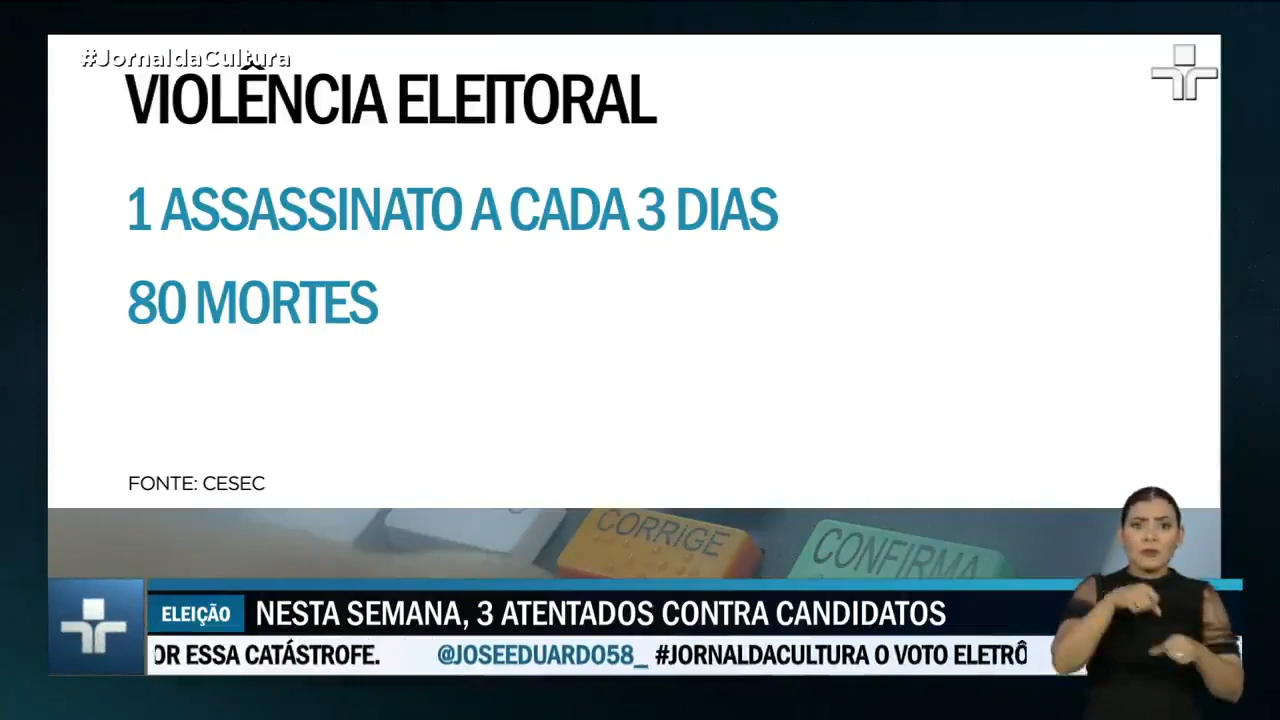 #JornaldaCultura
VIOLÊNCIA ELEITORAL
1 ASSASSINATO A CADA 3 DIAS
80 MORTES
FONTE: CESEC
CORRIGE
CONFIRMA
ELEIÇÃO
NESTA SEMANA, 3 ATENTADOS CONTRA CANDIDATOS
OR ESSA CATÁSTROFE. @JOSEEDUARDO58_ #JORNALDACULTURA O VOTO ELETRÔ